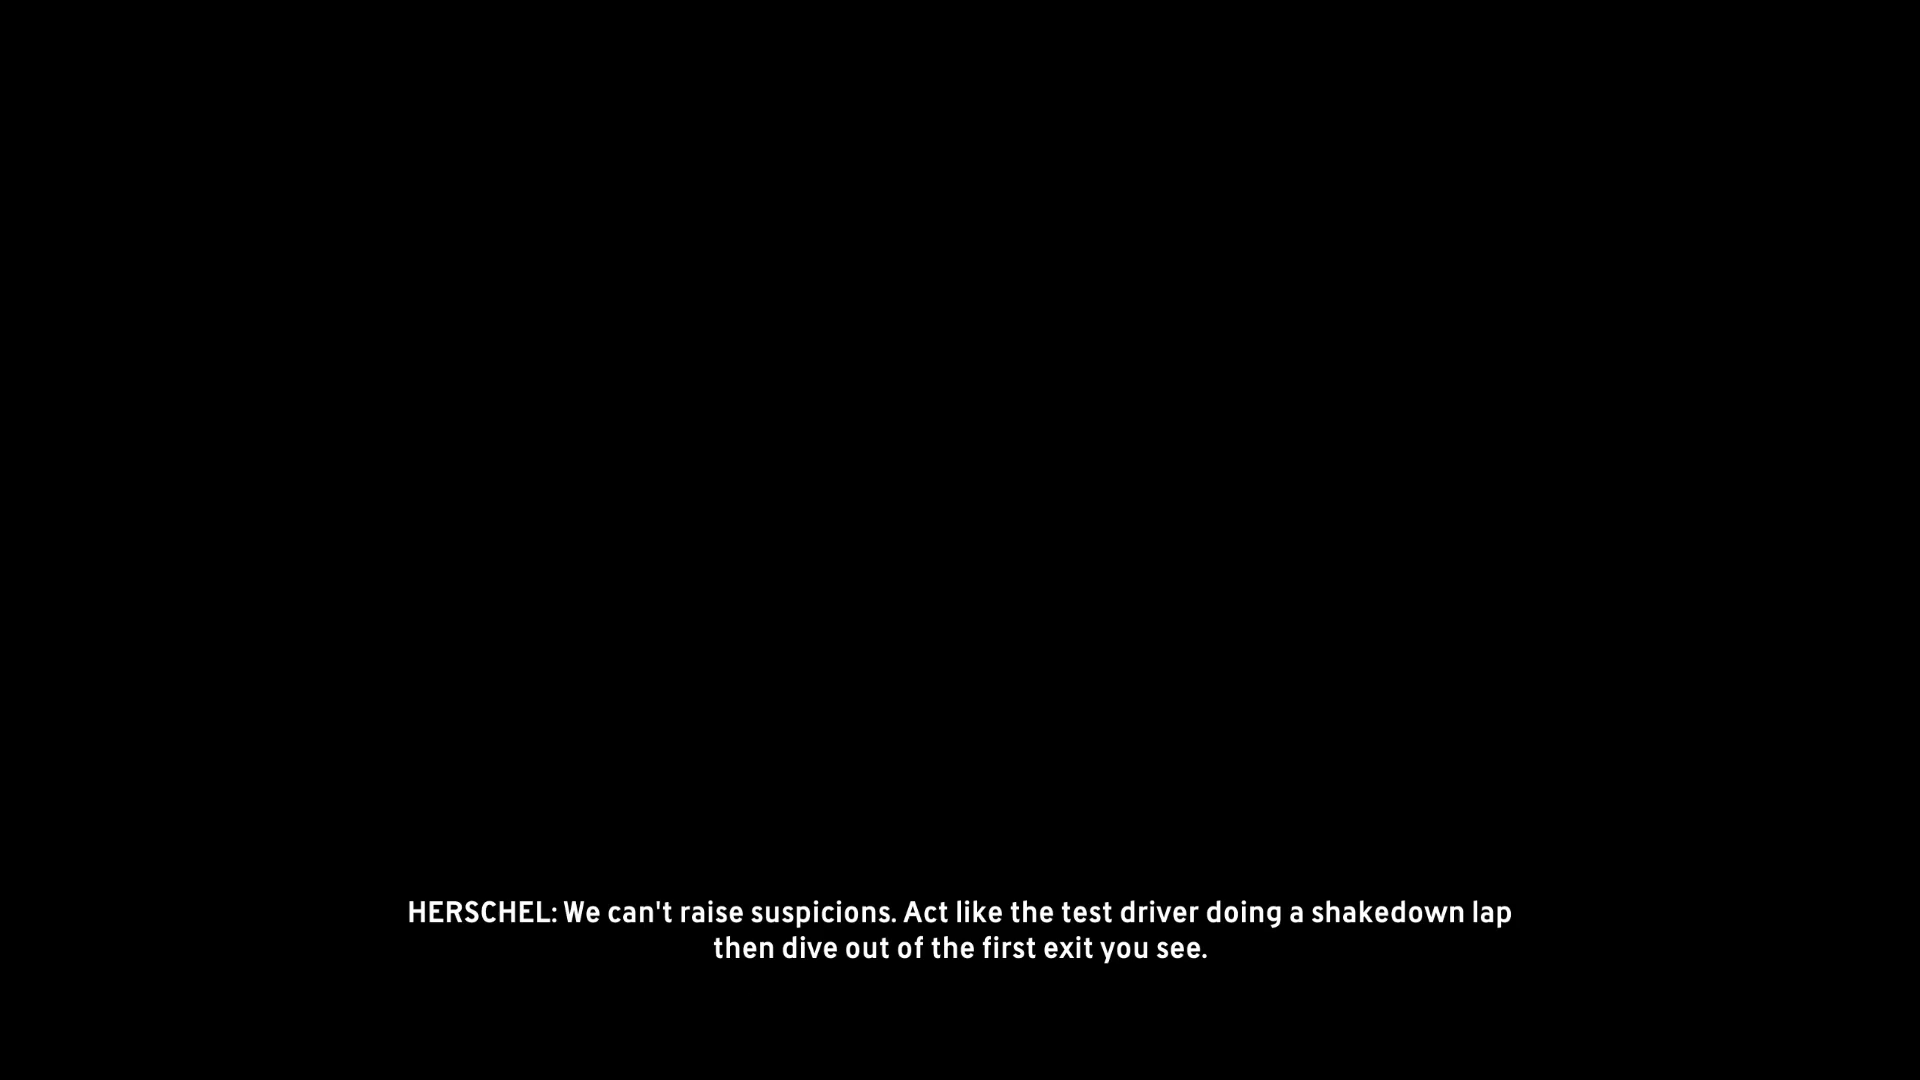 HERSCHEL: We can't raise suspicions. Act like the test driver doing a shakedown lap
then dive out of the first exit you see.